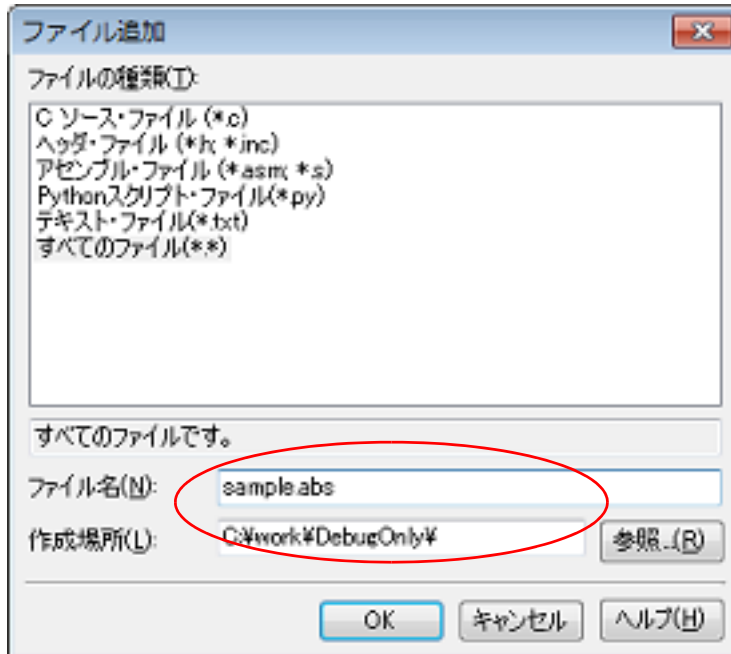 ファイル追加
ファイルの種類(T):
C ソース・ファイル (*.c)
ヘッダ・ファイル (*.h; *.inc)
アセンブル・ファイル (*.asm; *.s)
Pythonスクリプト・ファイル(*.py)
テキスト・ファイル(*.txt)
すべてのファイル(*.*)
すべてのファイルです。
ファイル名(N): sample.abs
作成場所(L): C:¥work¥DebugOnly¥ 参照...(R)
OK キャンセル ヘルプ(H)